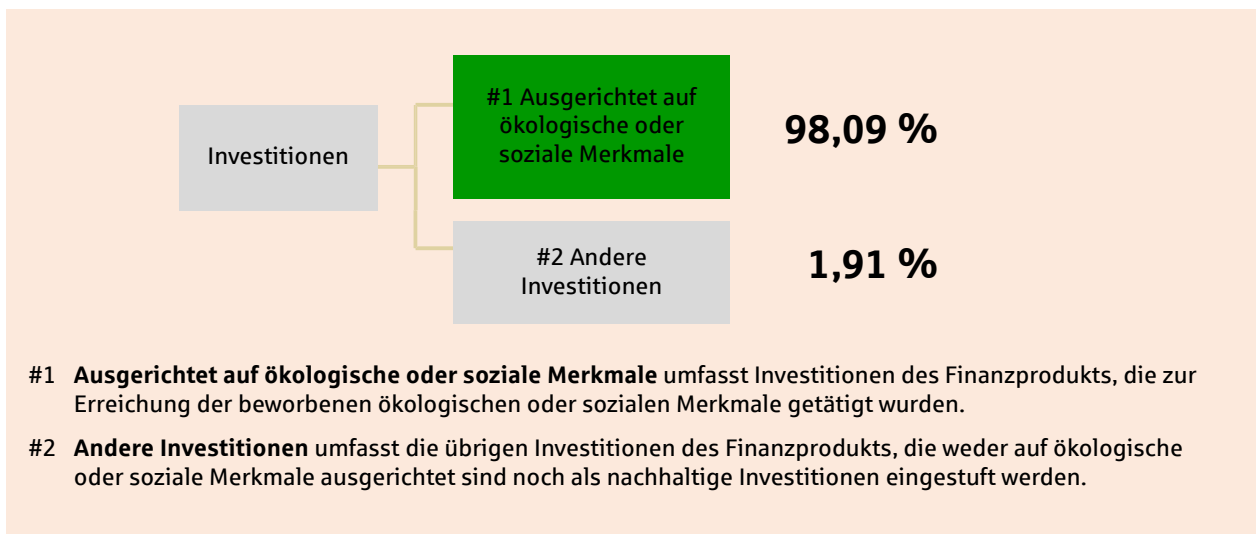 #1 Ausgerichtet auf
ökologische oder
soziale Merkmale
98,09 %
Investitionen
#2 Andere
Investitionen
1,91 %
#1 Ausgerichtet auf ökologische oder soziale Merkmale umfasst Investitionen des Finanzprodukts, die zur
Erreichung der beworbenen ökologischen oder sozialen Merkmale getätigt wurden.
#2 Andere Investitionen umfasst die übrigen Investitionen des Finanzprodukts, die weder auf ökologische
oder soziale Merkmale ausgerichtet sind noch als nachhaltige Investitionen eingestuft werden.